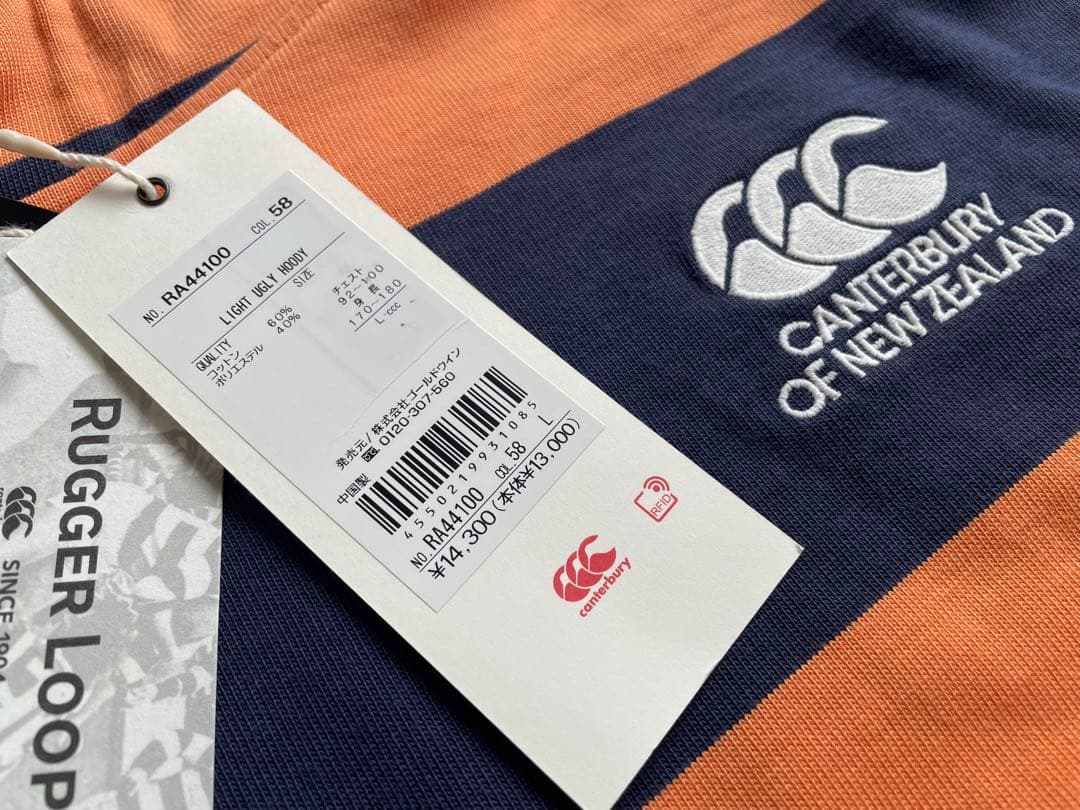 NO. RA44100 COL. 58
LIGHT UGLY HOODY
QUALITY SIZE
コットン 60% チェスト
ポリエステル 40% 92~100
身長
170~180
L-ccc
発売元/株式会社ゴールドウイン
0120-307-560
中国製
4550219931085
NO. RA44100 COL. 58 L
¥14,300(本体¥13,000)
RFID
canterbury
RUGGER LOOP
SINCE 1904
CANTERBURY
OF NEW ZEALAND